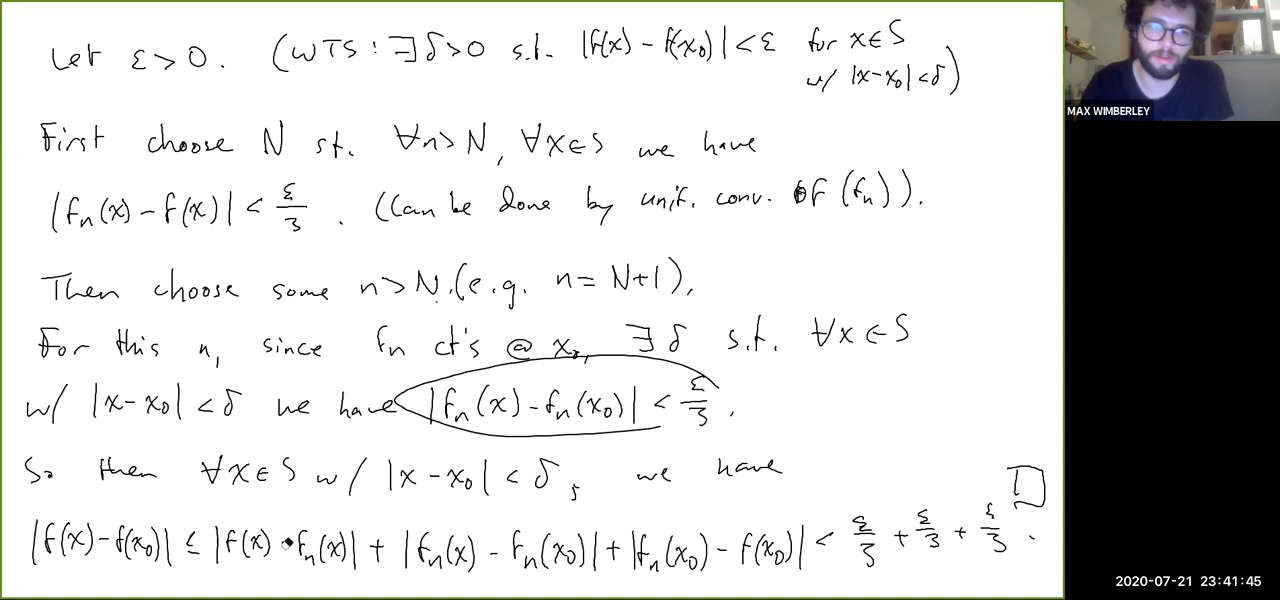 Let ε > 0. (WTS: ∃ δ > 0 s.t. |f(x) - f(x₀)| < ε for x ∈ S
w/ |x-x₀| < δ)
MAX WIMBERLEY
First choose N st. ∀n > N, ∀x ∈ S we have
|fₙ(x) - f(x)| < ε/3. (Can be done by unif. conv. of (fₙ)).
Then choose some n > N. (e.g. n = N+1),
For this n, since fₙ ct's @ x₀, ∃ δ s.t. ∀x ∈ S
w/ |x-x₀| < δ we have |fₙ(x) - fₙ(x₀)| < ε/3.
So then ∀x ∈ S w/ |x-x₀| < δ, we have
|f(x) - f(x₀)| ≤ |f(x) - fₙ(x)| + |fₙ(x) - fₙ(x₀)| + |fₙ(x₀) - f(x₀)| < ε/3 + ε/3 + ε/3. □
2020-07-21 23:41:45